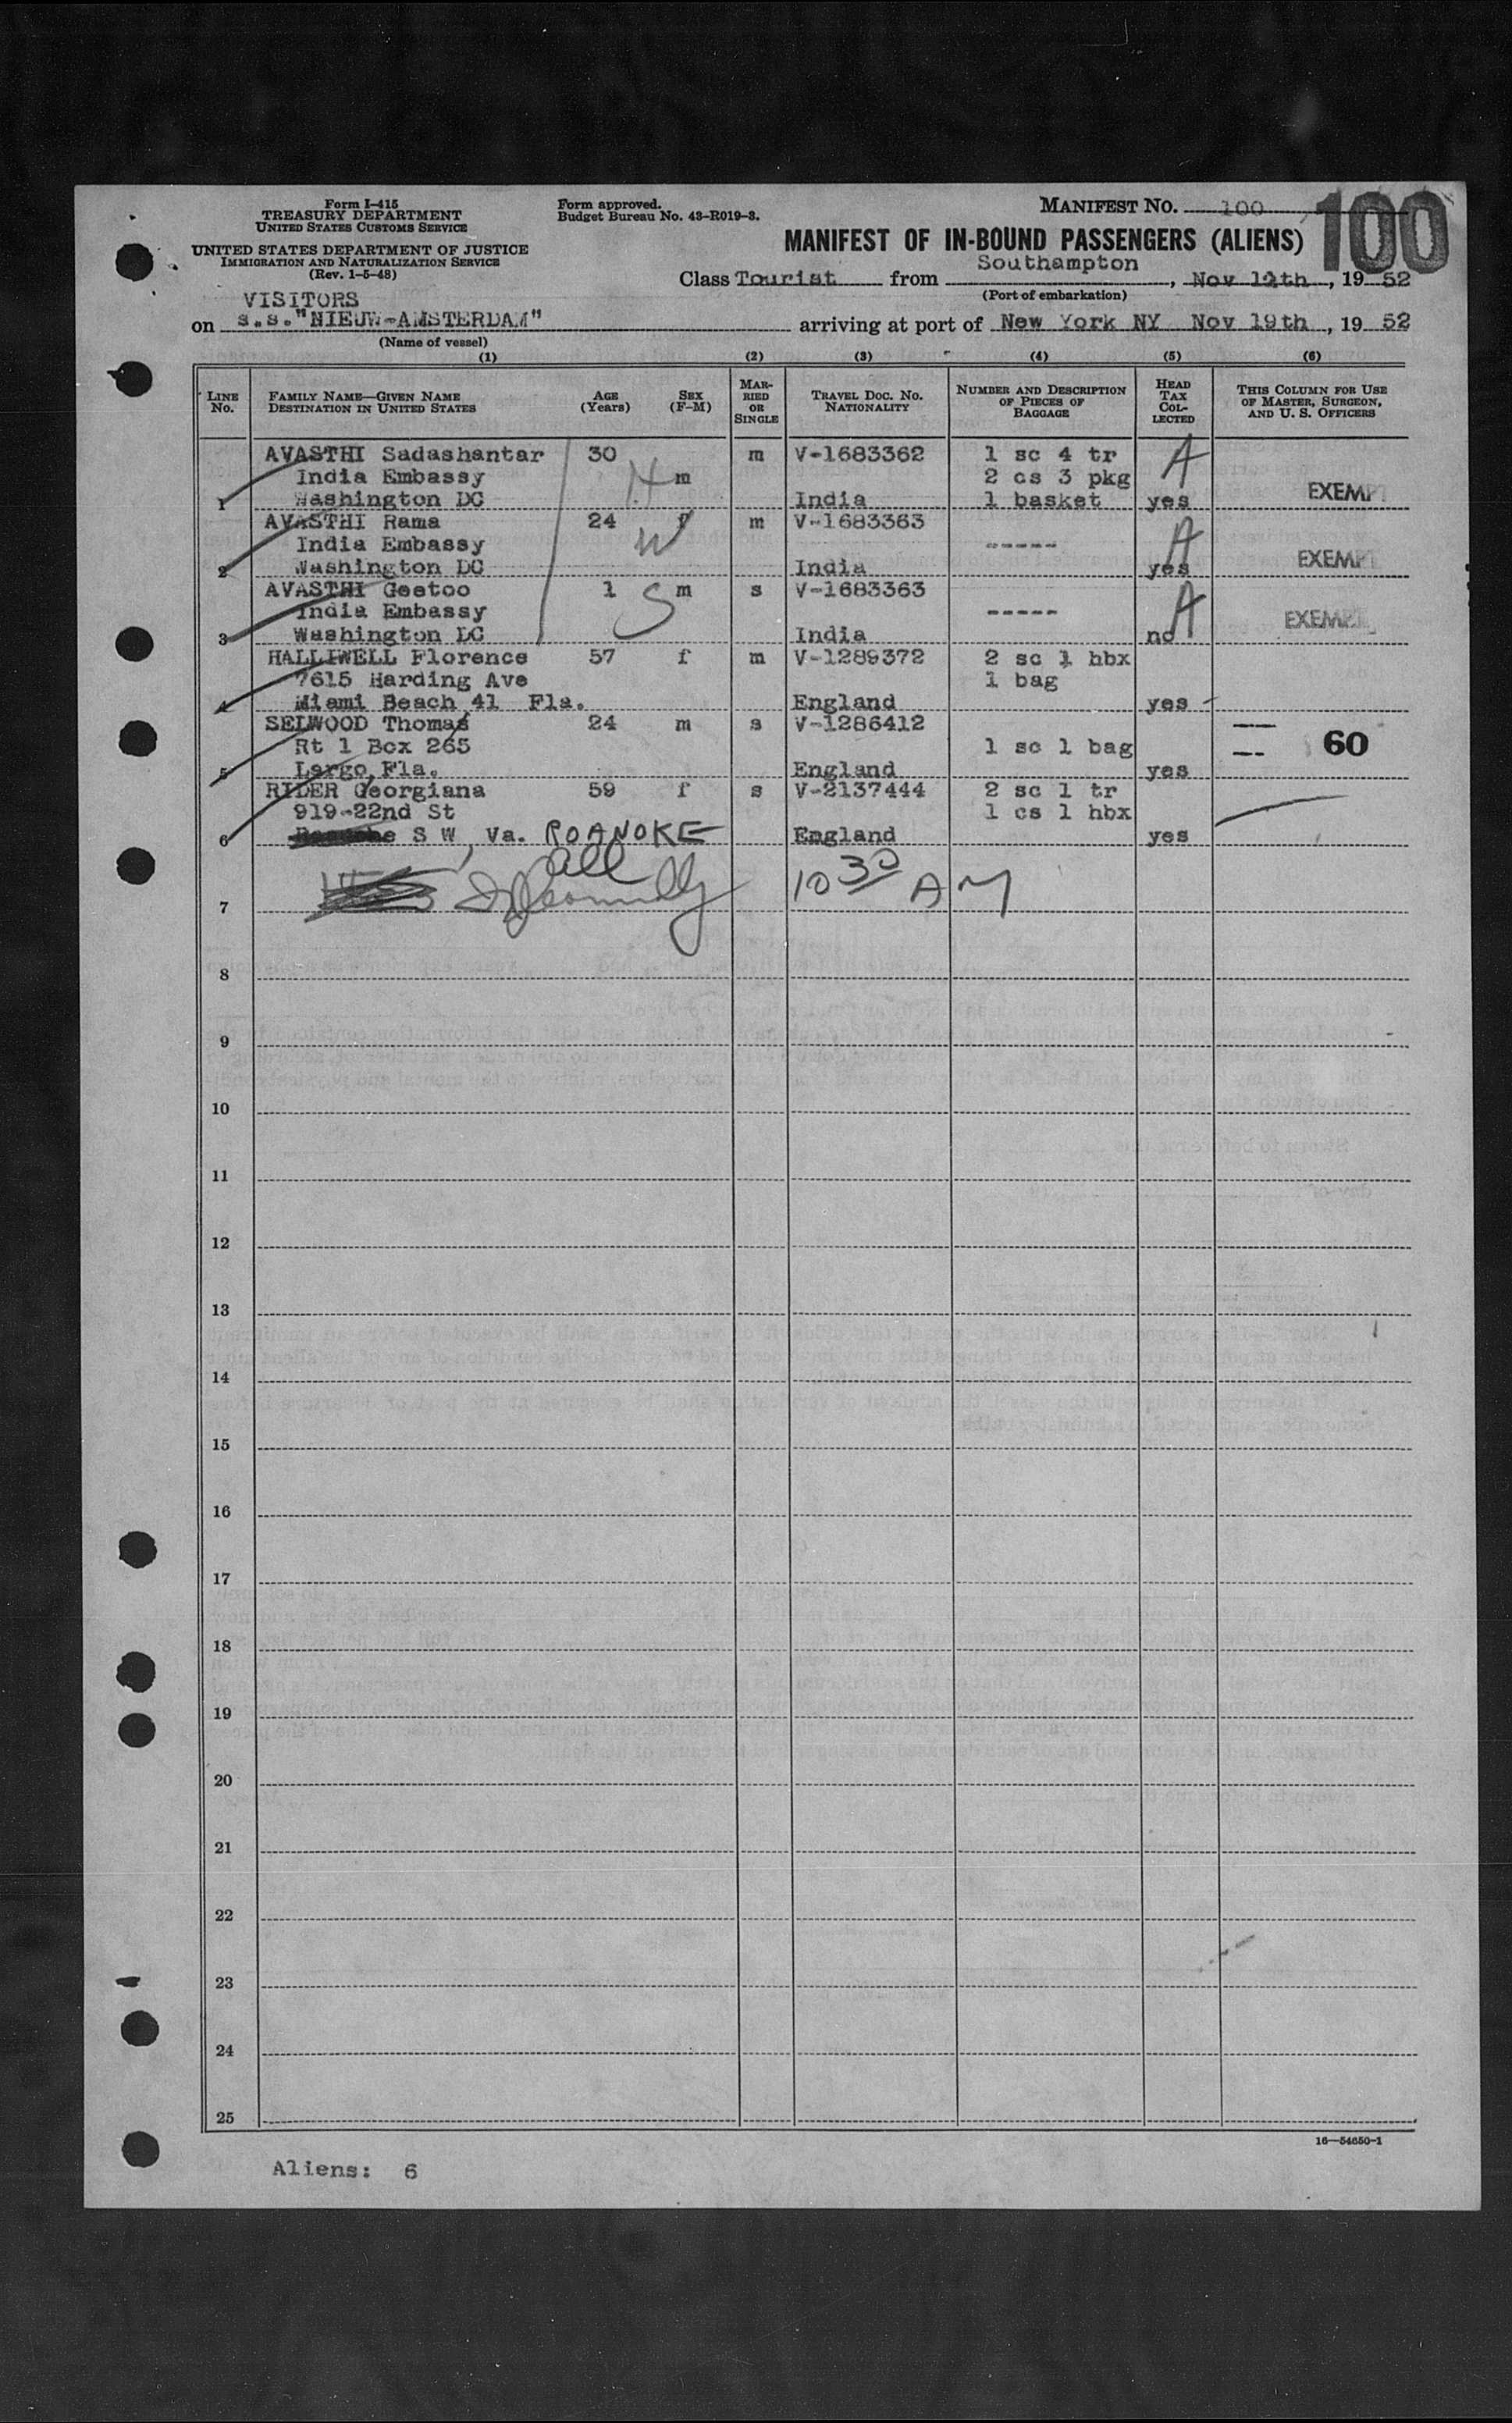 Form I-415
TREASURY DEPARTMENT
UNITED STATES CUSTOMS SERVICE
UNITED STATES DEPARTMENT OF JUSTICE
IMMIGRATION AND NATURALIZATION SERVICE
(Rev. 1-5-48)
Form approved.
Budget Bureau No. 43-R019-3.
MANIFEST NO. 100
100
MANIFEST OF IN-BOUND PASSENGERS (ALIENS)
Class Tourist from Southampton, Nov 12th, 19 52
(Port of embarkation)
VISITORS
on s.s."NIEUW-AMSTERDAM" arriving at port of New York NY Nov 19th, 19 52
(Name of vessel)
(1) (2) (3) (4) (5) (6)
LINE No. FAMILY NAME—GIVEN NAME DESTINATION IN UNITED STATES AGE (Years) SEX (F-M) MARRIED OR SINGLE TRAVEL DOC. NO. NATIONALITY NUMBER AND DESCRIPTION OF PIECES OF BAGGAGE HEAD TAX COLLECTED THIS COLUMN FOR USE OF MASTER, SURGEON, AND U. S. OFFICERS
AVASTHI Sadashantar 30 m V-1683362 1 sc 4 tr A
India Embassy H m 2 cs 3 pkg
1 Washington DC India 1 basket yes EXEMPT
AVASTHI Rama 24 f m V-1683363 A
India Embassy W -----
2 Washington DC India yes EXEMPT
AVASTHI Geetoo 1 m s V-1683363 A
India Embassy S -----
3 Washington DC India no EXEMPT
HALLIWELL Florence 57 f m V-1289372 2 sc 1 hbx
7615 Harding Ave 1 bag
4 Miami Beach 41 Fla. England yes
SELWOOD Thomas 24 m s V-1286412
Rt 1 Box 265 1 sc 1 bag 60
5 Largo, Fla. England yes
RIDER Georgiana 59 f s V-2137444 2 sc 1 tr
919-22nd St 1 cs 1 hbx
6 S W, Va. ROANOKE England yes
all
7 10 30 AM
8
9
10
11
12
13
14
15
16
17
18
19
20
21
22
23
24
25
16—54650-1
Aliens: 6